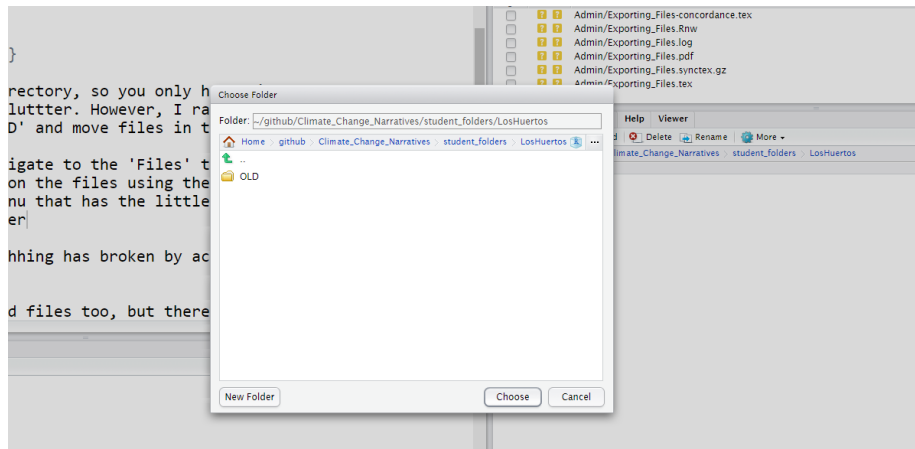 }
rectory, so you only h
luttter. However, I ra
D' and move files in t
igate to the 'Files' t
on the files using the
nu that has the little
er
hhing has broken by ac
d files too, but there
Admin/Exporting_Files-concordance.tex
Admin/Exporting_Files.Rnw
Admin/Exporting_Files.log
Admin/Exporting_Files.pdf
Admin/Exporting_Files.synctex.gz
Admin/Exporting_Files.tex
Choose Folder
Folder: ~/github/Climate_Change_Narratives/student_folders/LosHuertos
Home github Climate_Change_Narratives student_folders LosHuertos R ...
..
OLD
New Folder Choose Cancel
Help Viewer
d Delete Rename More
limate_Change_Narratives student_folders LosHuertos